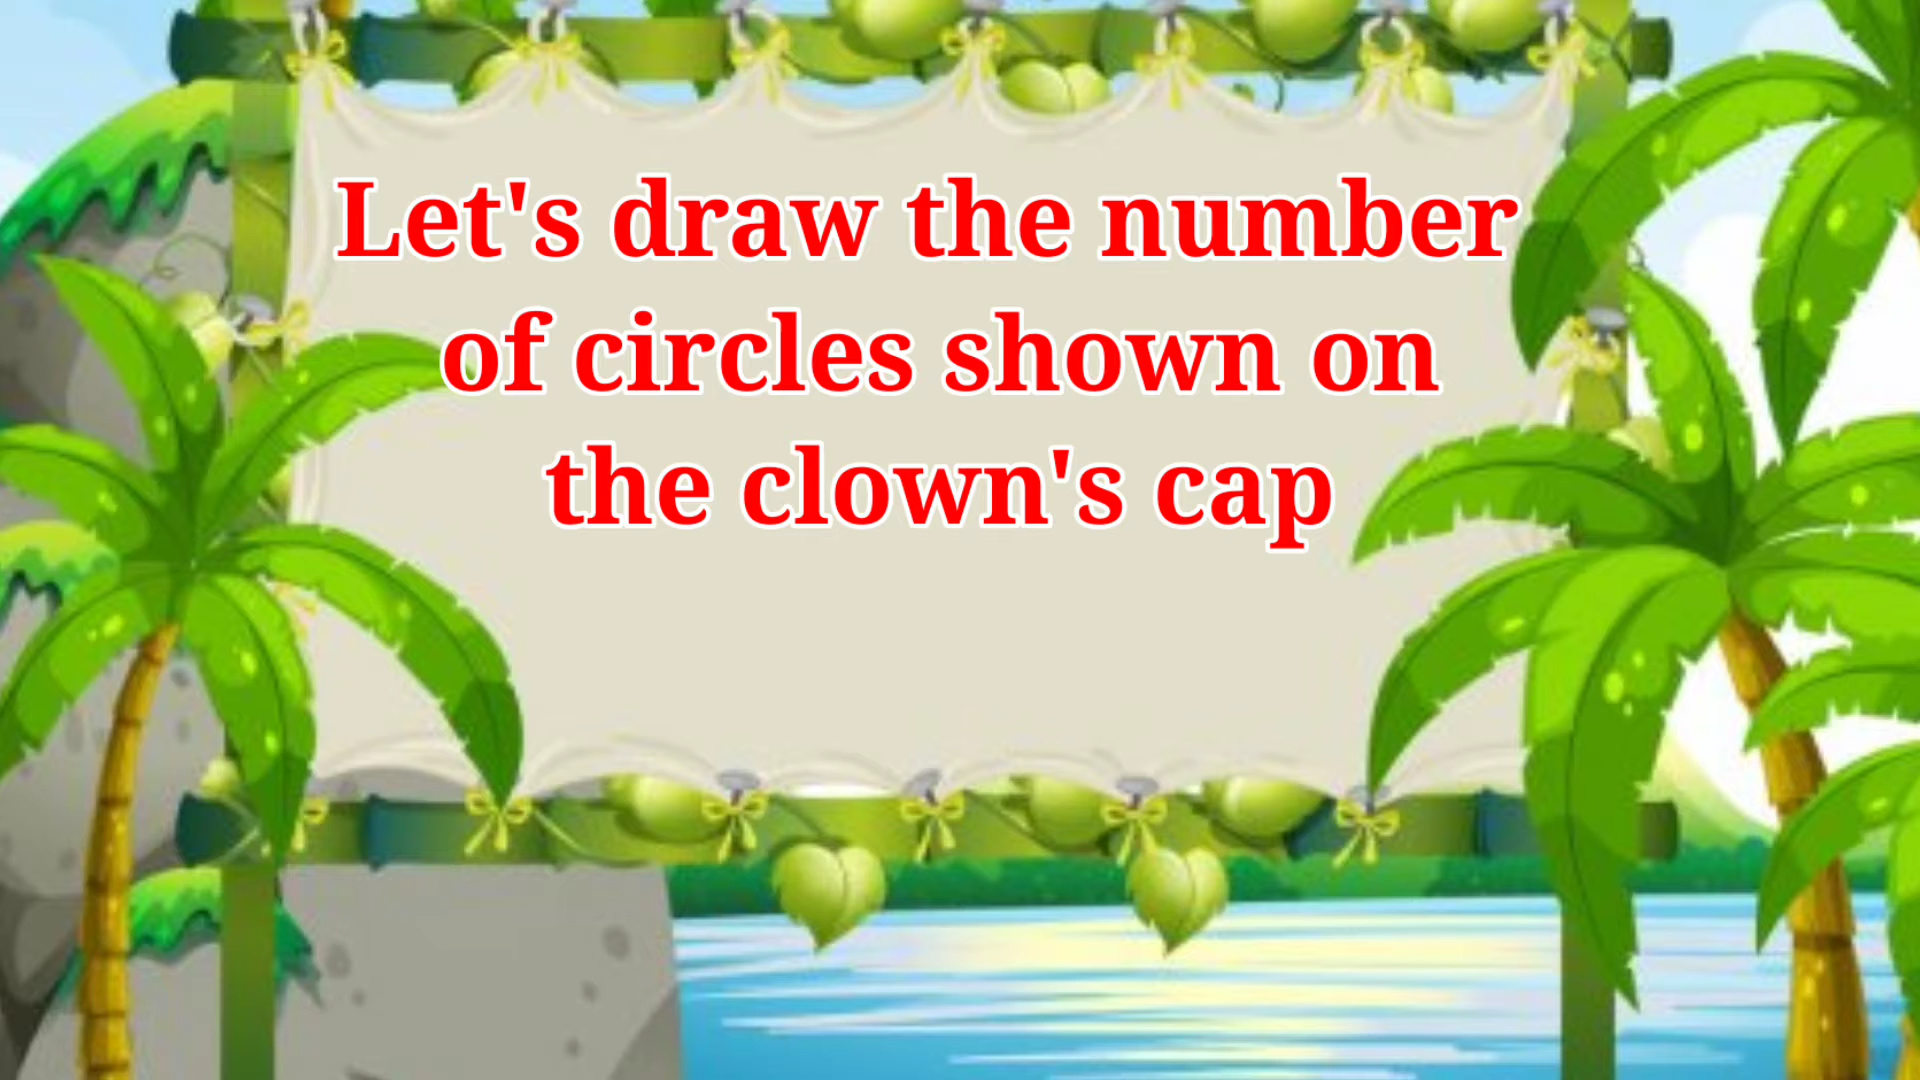 Let's draw the number
of circles shown on
the clown's cap